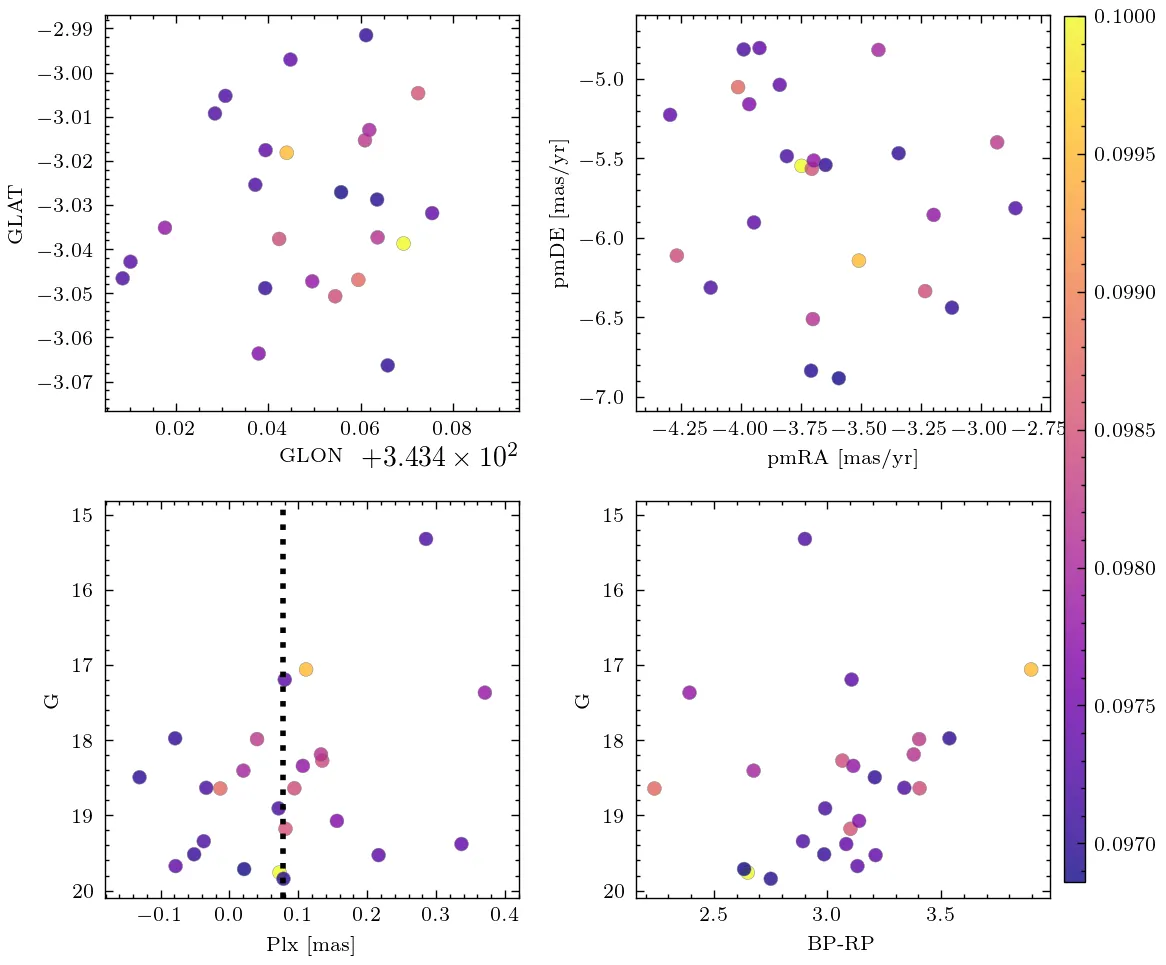 −2.99
−3.00
−3.01
−3.02
−3.03
−3.04
−3.05
−3.06
−3.07
GLAT
0.02 0.04 0.06 0.08
GLON +3.434 × 10²
−5.0
−5.5
−6.0
−6.5
−7.0
pmDE [mas/yr]
−4.25 −4.00 −3.75 −3.50 −3.25 −3.00 −2.75
pmRA [mas/yr]
15
16
17
18
19
20
G
−0.1 0.0 0.1 0.2 0.3 0.4
Plx [mas]
15
16
17
18
19
20
G
2.5 3.0 3.5
BP-RP
0.1000
0.0995
0.0990
0.0985
0.0980
0.0975
0.0970